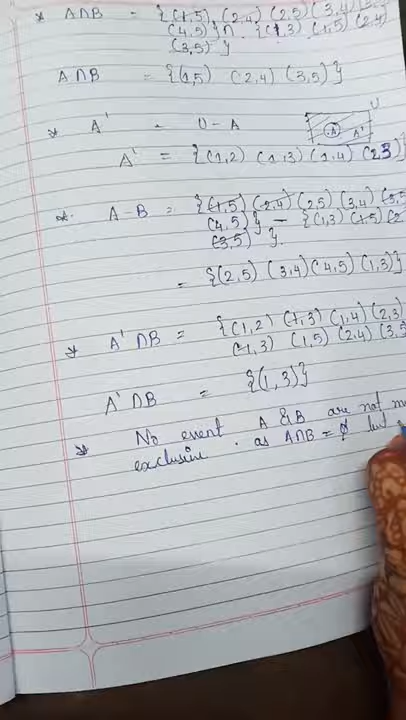 * A∩B = {(1,5) (2,4) (2,5) (3,4)
(4,5)} ∩ {(1,3) (1,5) (2,4)
(3,5)}
A∩B = {(1,5) (2,4) (3,5)}
* A' = U - A
U
A A'
A' = {(1,2) (1,3) (1,4) (2,3)
* A-B = {(1,5) (2,4) (2,5) (3,4) (3,5)
(4,5)} - {(1,3) (1,5) (2
(3,5)}
= {(2,5) (3,4) (4,5) (1,3)}
* A'∩B = {(1,2) (1,3) (1,4) (2,3)
(1,3) (1,5) (2,4) (3,5
A'∩B = {(1,3)}
* No event A & B are not m
exclusive. as A∩B = ϕ but